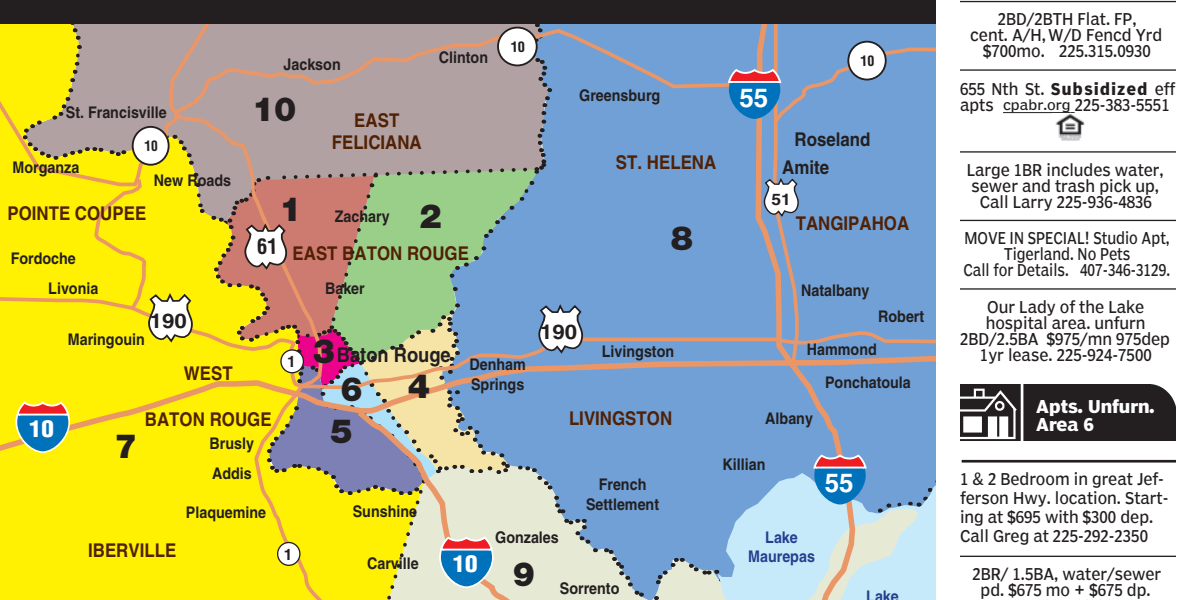 10
Jackson
Clinton
10
10
Greensburg
55
St. Francisville
10
EAST
FELICIANA
10
Roseland
Morganza
New Roads
ST. HELENA
Amite
POINTE COUPEE
1
Zachary
2
51
TANGIPAHOA
61
EAST BATON ROUGE
8
Fordoche
Livonia
Baker
Natalbany
190
190
Robert
Maringouin
1
3
Baton Rouge
Livingston
Hammond
WEST
BATON ROUGE
6
4
Denham
Springs
Ponchatoula
10
7
5
LIVINGSTON
Albany
Brusly
Addis
Killian
55
Plaquemine
Sunshine
French
Settlement
IBERVILLE
1
Carville
10
Gonzales
9
Sorrento
Lake
Maurepas
Lake
2BD/2BTH Flat. FP,
cent. A/H, W/D Fencd Yrd
$700mo. 225.315.0930
655 Nth St. Subsidized eff
apts cpabr.org 225-383-5551
Large 1BR includes water,
sewer and trash pick up,
Call Larry 225-936-4836
MOVE IN SPECIAL! Studio Apt,
Tigerland. No Pets
Call for Details. 407-346-3129.
Our Lady of the Lake
hospital area. unfurn
2BD/2.5BA $975/mn 975dep
1yr lease. 225-924-7500
Apts. Unfurn.
Area 6
1 & 2 Bedroom in great Jef-
ferson Hwy. location. Start-
ing at $695 with $300 dep.
Call Greg at 225-292-2350
2BR/ 1.5BA, water/sewer
pd. $675 mo + $675 dp.